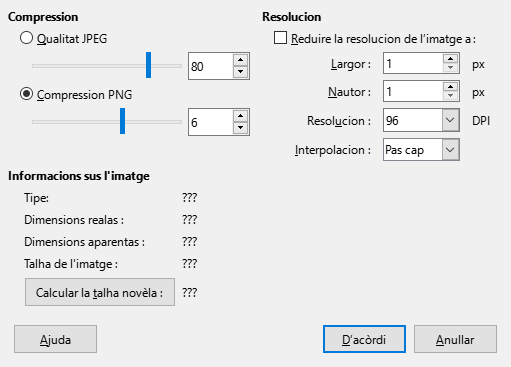 Compression
Qualitat JPEG
80
Compression PNG
6
Resolucion
Reduire la resolucion de l'imatge a :
Largor : 1 px
Nautor : 1 px
Resolucion : 96 DPI
Interpolacion : Pas cap
Informacions sus l'imatge
Tipe: ???
Dimensions realas : ???
Dimensions aparentas : ???
Talha de l'imatge : ???
Calcular la talha novèla : ???
Ajuda
D'acòrdi
Anullar